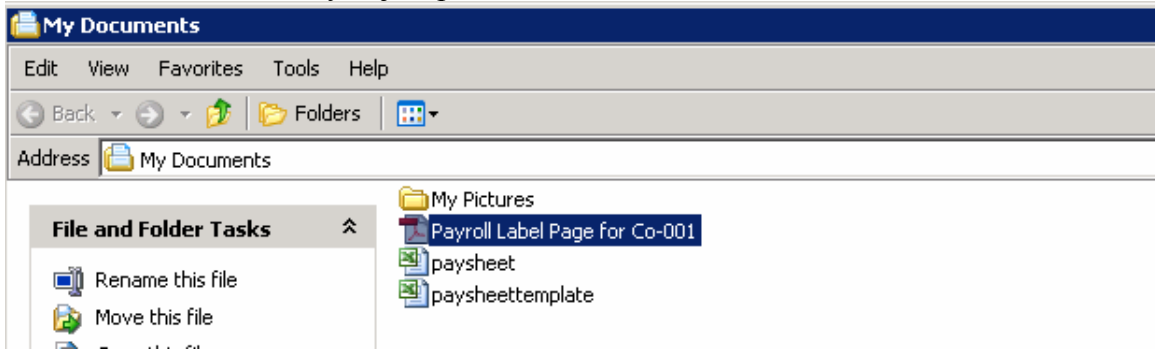 My Documents
Edit View Favorites Tools Help
Back Folders
Address My Documents
My Pictures
File and Folder Tasks
Payroll Label Page for Co-001
paysheet
Rename this file
paysheettemplate
Move this file